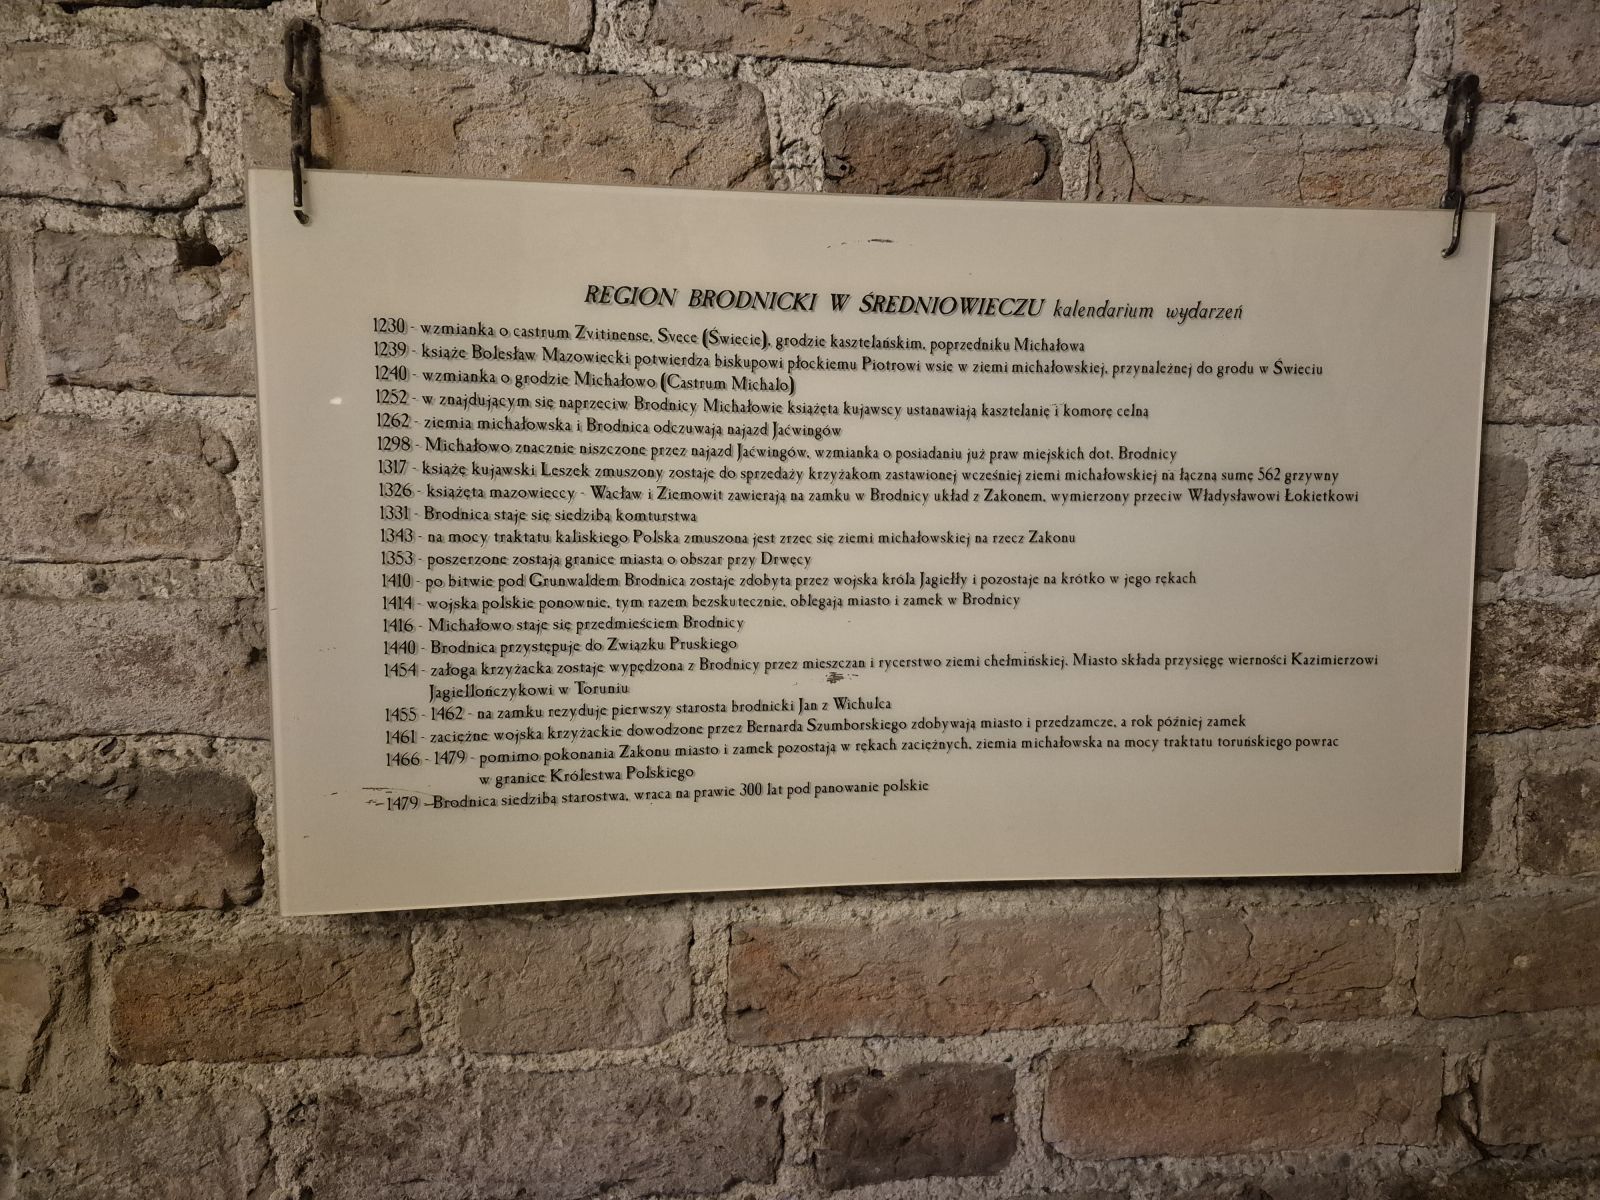 REGION BRODNICKI W ŚREDNIOWIECZU kalendarium wydarzeń
1230 - wzmianka o castrum Zvitinense, Svece (Świecie), grodzie kasztelańskim, poprzedniku Michałowa
1239 - książe Bolesław Mazowiecki potwierdza biskupowi płockiemu Piotrowi wsie w ziemi michałowskiej, przynależnej do grodu w Świeciu
1240 - wzmianka o grodzie Michałowo (Castrum Michalo)
1252 - w znajdującym się naprzeciw Brodnicy Michałowie książęta kujawscy ustanawiają kasztelanię i komorę celną
1262 - ziemia michałowska i Brodnica odczuwają najazd Jaćwingów
1298 - Michałowo znacznie niszczone przez najazd Jaćwingów, wzmianka o posiadaniu już praw miejskich dot. Brodnicy
1317 - książę kujawski Leszek zmuszony zostaje do sprzedaży krzyżakom zastawionej wcześniej ziemi michałowskiej na łączną sumę 562 grzywny
1326 - książęta mazowieccy - Wacław i Ziemowit zawierają na zamku w Brodnicy układ z Zakonem, wymierzony przeciw Władysławowi Łokietkowi
1331 - Brodnica staje się siedzibą komturstwa
1343 - na mocy traktatu kaliskiego Polska zmuszona jest zrzec się ziemi michałowskiej na rzecz Zakonu
1353 - poszerzone zostają granice miasta o obszar przy Drwęcy
1410 - po bitwie pod Grunwaldem Brodnica zostaje zdobyta przez wojska króla Jagiełły i pozostaje na krótko w jego rękach
1414 - wojska polskie ponownie, tym razem bezskutecznie, oblegają miasto i zamek w Brodnicy
1416 - Michałowo staje się przedmieściem Brodnicy
1440 - Brodnica przystępuje do Związku Pruskiego
1454 - załoga krzyżacka zostaje wypędzona z Brodnicy przez mieszczan i rycerstwo ziemi chełmińskiej. Miasto składa przysięgę wierności Kazimierzowi
Jagiellończykowi w Toruniu
1455 - 1462 - na zamku rezyduje pierwszy starosta brodnicki Jan z Wichulca
1461 - zaciężne wojska krzyżackie dowodzone przez Bernarda Szumborskiego zdobywają miasto i przedzamcze, a rok później zamek
1466 - 1479 - pomimo pokonania Zakonu miasto i zamek pozostają w rękach zaciężnych, ziemia michałowska na mocy traktatu toruńskiego powrac
w granice Królestwa Polskiego
1479 - Brodnica siedzibą starostwa, wraca na prawie 300 lat pod panowanie polskie